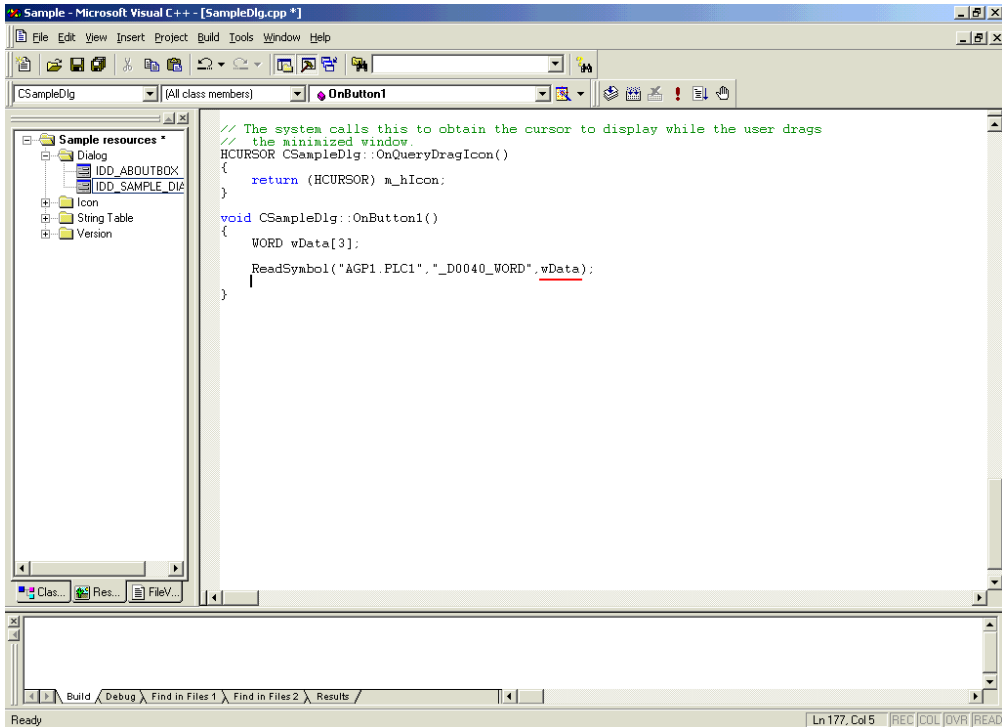 Sample - Microsoft Visual C++ - [SampleDlg.cpp *]
File Edit View Insert Project Build Tools Window Help
CSampleDlg (All class members) OnButton1
Sample resources *
Dialog
IDD_ABOUTBOX
IDD_SAMPLE_DIA
Icon
String Table
Version
Clas... Res... FileV...
// The system calls this to obtain the cursor to display while the user drags
// the minimized window.
HCURSOR CSampleDlg::OnQueryDragIcon()
{
return (HCURSOR) m_hIcon;
}
void CSampleDlg::OnButton1()
{
WORD wData[3];
ReadSymbol("AGP1.PLC1","_D0040_WORD",wData);
}
Build Debug Find in Files 1 Find in Files 2 Results
Ready Ln 177, Col 5 REC COL OVR READ